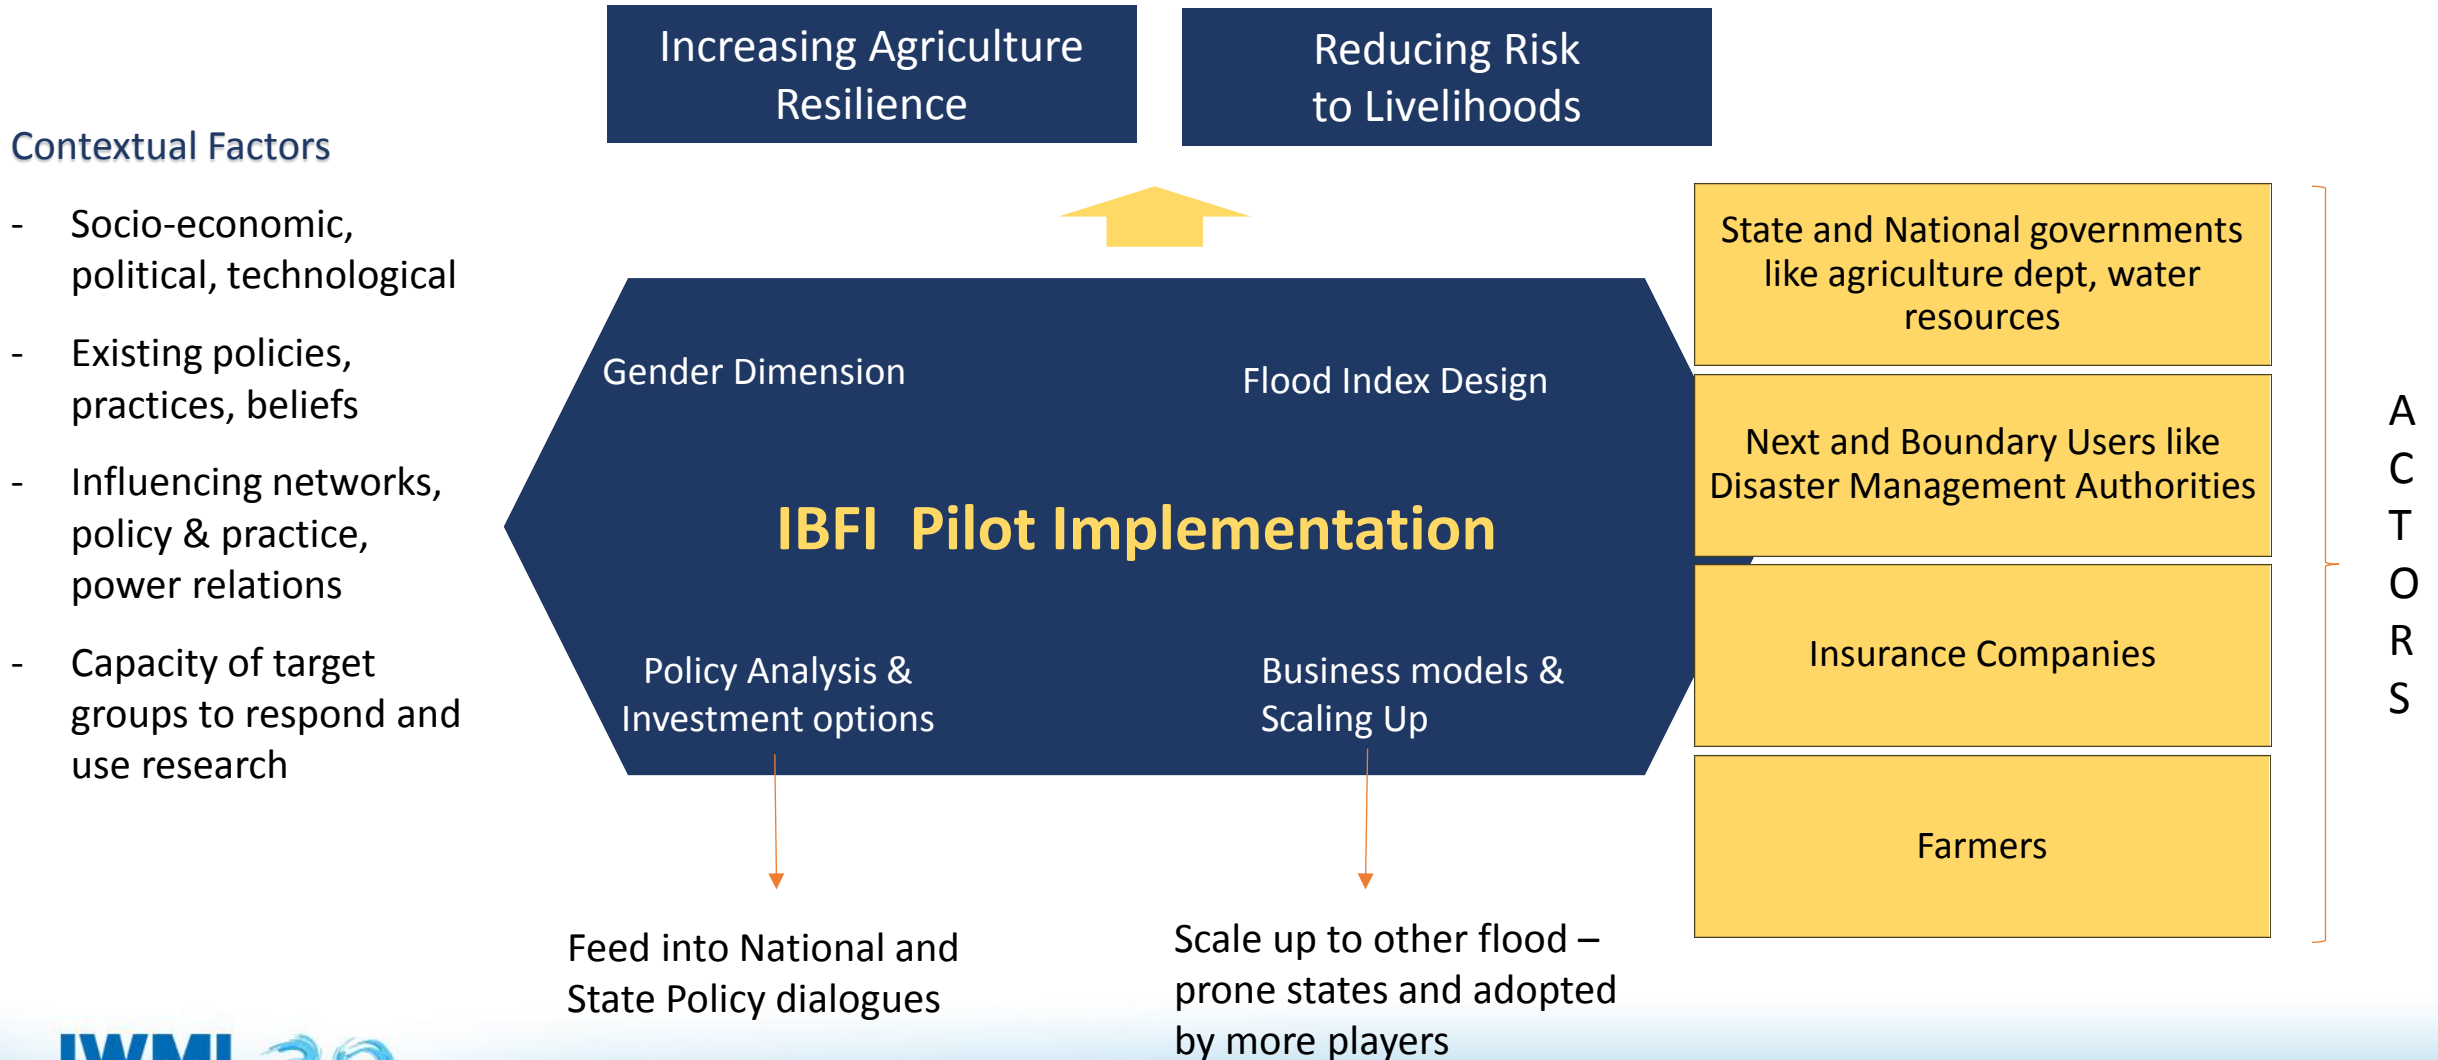 Increasing Agriculture
Resilience
Reducing Risk
to Livelihoods
Contextual Factors
- Socio-economic,
political, technological
- Existing policies,
practices, beliefs
- Influencing networks,
policy & practice,
power relations
- Capacity of target
groups to respond and
use research
Gender Dimension
Flood Index Design
IBFI Pilot Implementation
Policy Analysis &
Investment options
Business models &
Scaling Up
Feed into National and
State Policy dialogues
Scale up to other flood –
prone states and adopted
by more players
State and National governments
like agriculture dept, water
resources
Next and Boundary Users like
Disaster Management Authorities
Insurance Companies
Farmers
A
C
T
O
R
S
IWMI